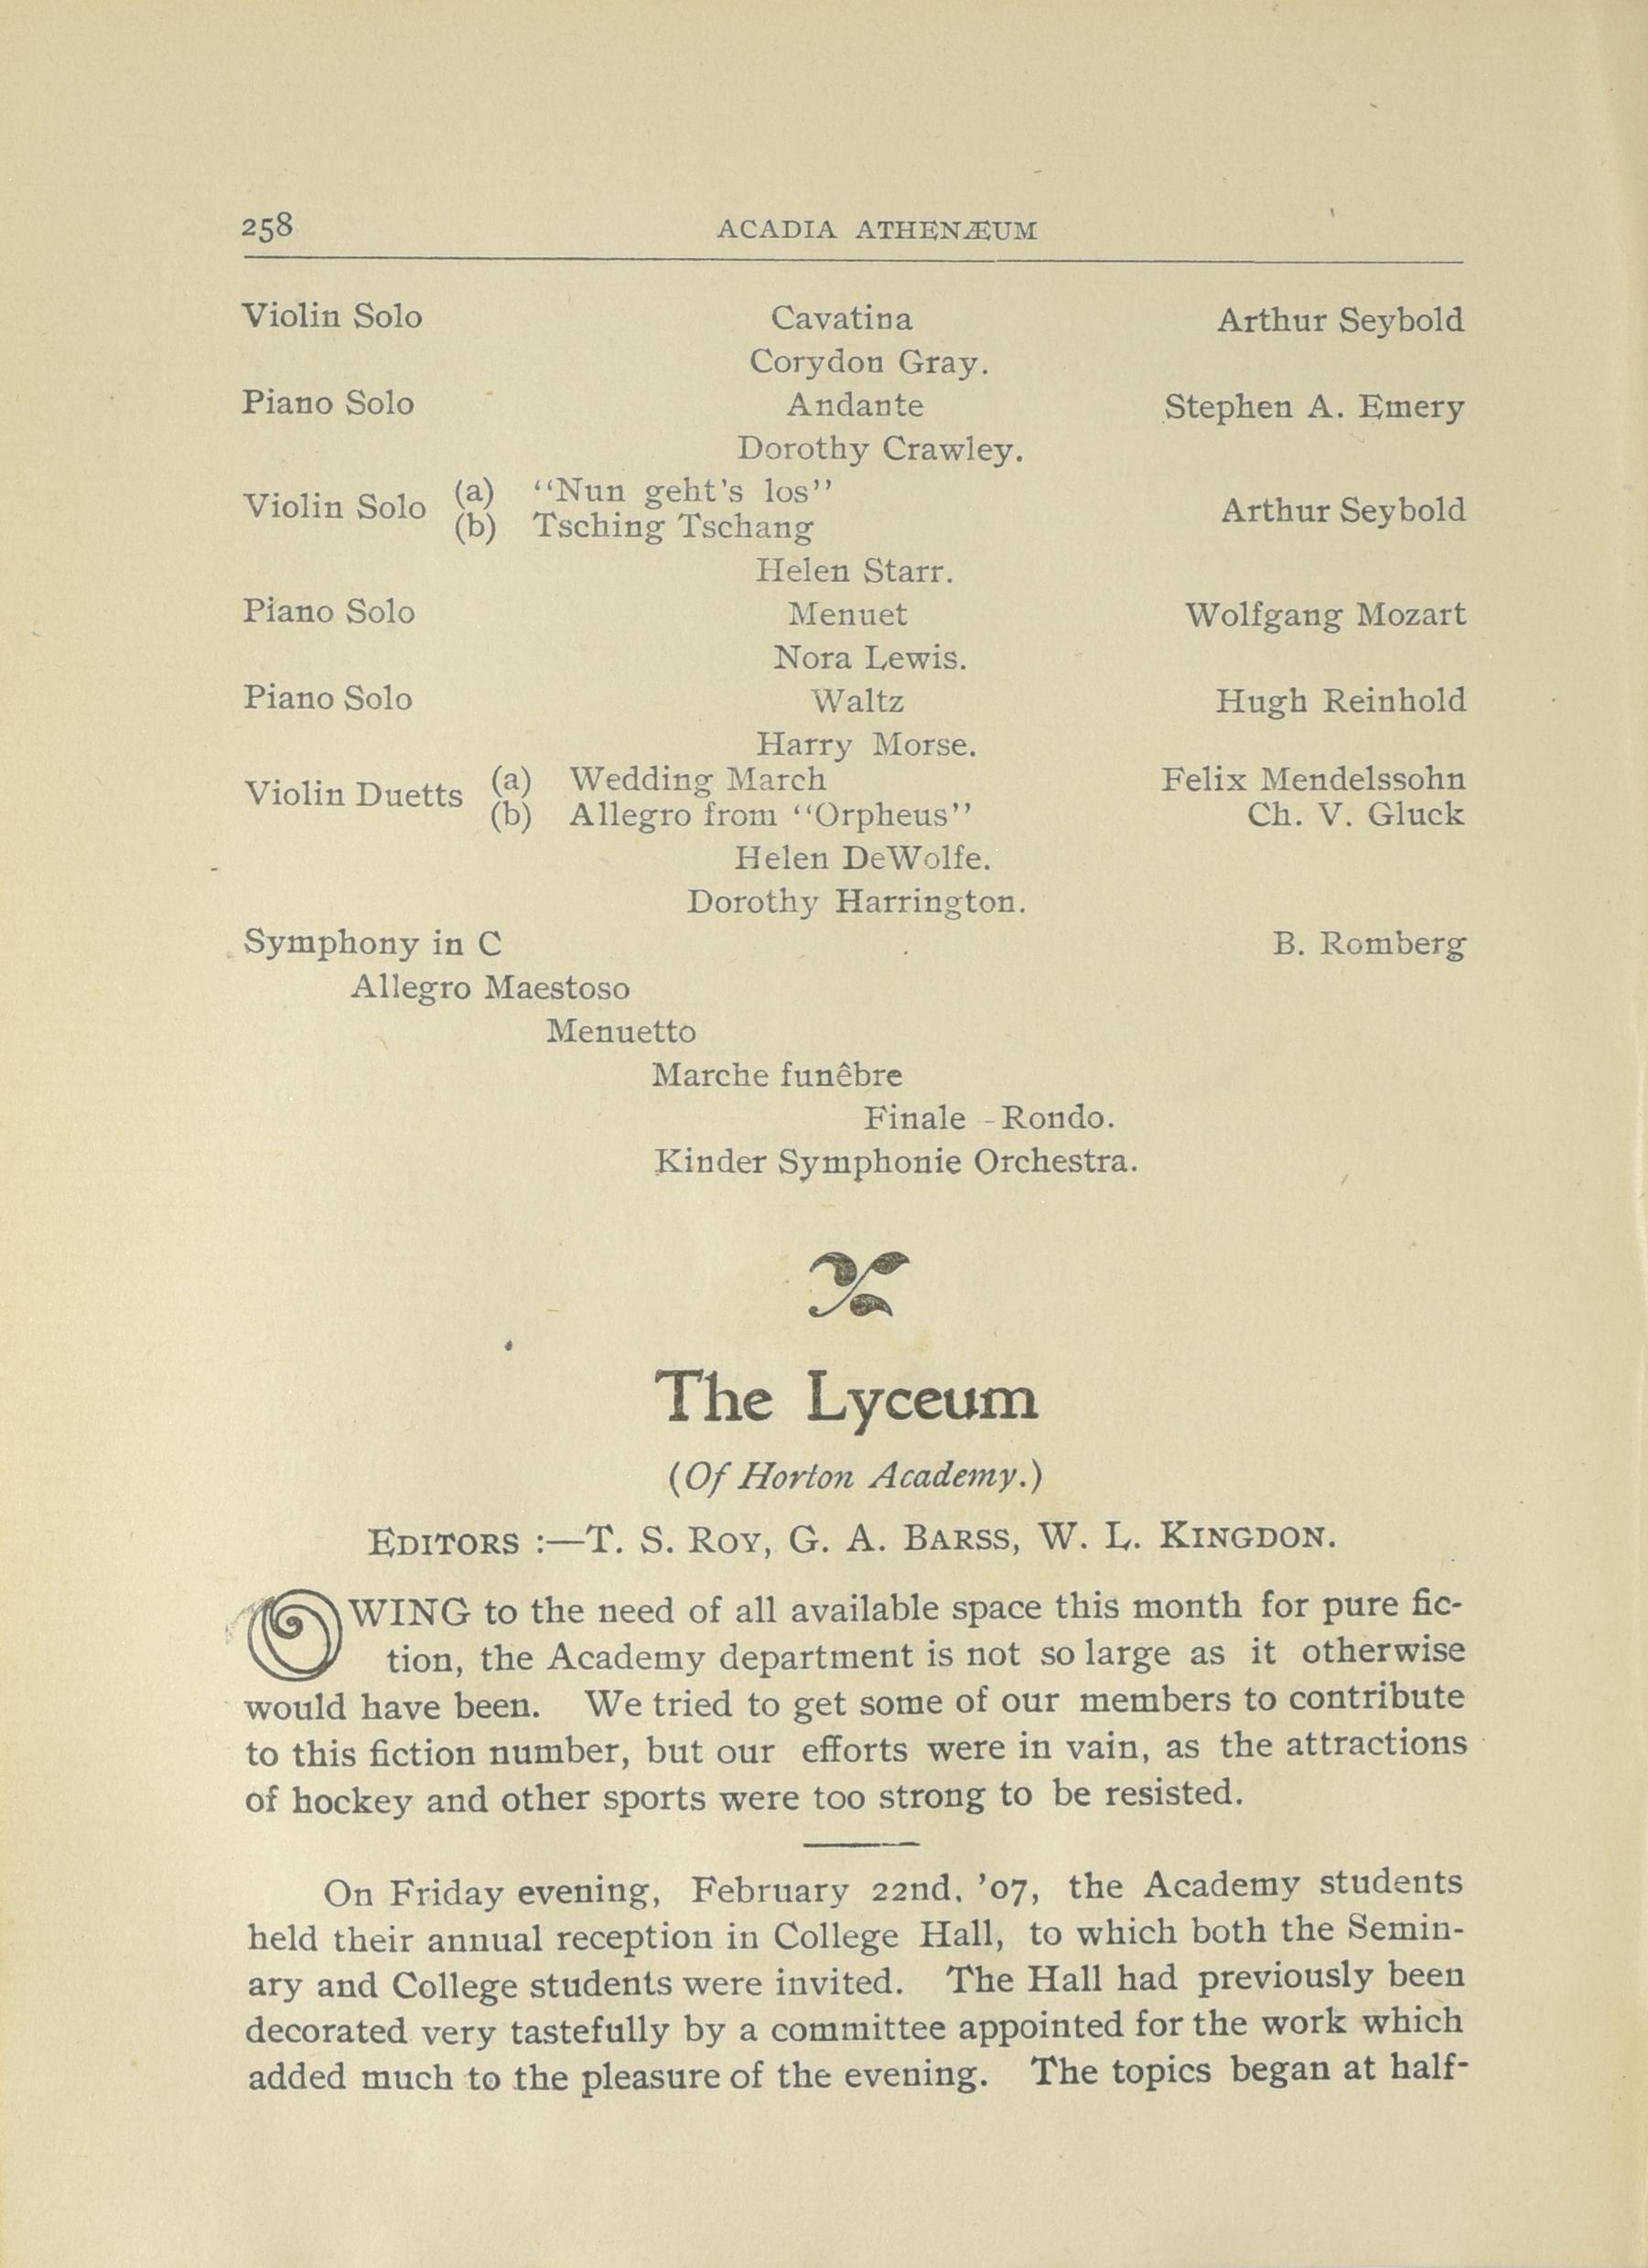 258 ACADIA ATHENÆUM
Violin Solo Cavatina Arthur Seybold
Corydon Gray.
Piano Solo Andante Stephen A. Emery
Dorothy Crawley.
Violin Solo (a) “Nun geht's los” Arthur Seybold
(b) Tsching Tschang
Helen Starr.
Piano Solo Menuet Wolfgang Mozart
Nora Lewis.
Piano Solo Waltz Hugh Reinhold
Harry Morse.
Violin Duetts (a) Wedding March Felix Mendelssohn
(b) Allegro from “Orpheus” Ch. V. Gluck
Helen DeWolfe.
Dorothy Harrington.
Symphony in C B. Romberg
Allegro Maestoso
Menuetto
Marche funêbre
Finale - Rondo.
Kinder Symphonie Orchestra.
The Lyceum
(Of Horton Academy.)
EDITORS :—T. S. ROY, G. A. BARSS, W. L. KINGDON.
OWING to the need of all available space this month for pure fic-
tion, the Academy department is not so large as it otherwise
would have been. We tried to get some of our members to contribute
to this fiction number, but our efforts were in vain, as the attractions
of hockey and other sports were too strong to be resisted.
On Friday evening, February 22nd. ’07, the Academy students
held their annual reception in College Hall, to which both the Semin-
ary and College students were invited. The Hall had previously been
decorated very tastefully by a committee appointed for the work which
added much to the pleasure of the evening. The topics began at half-